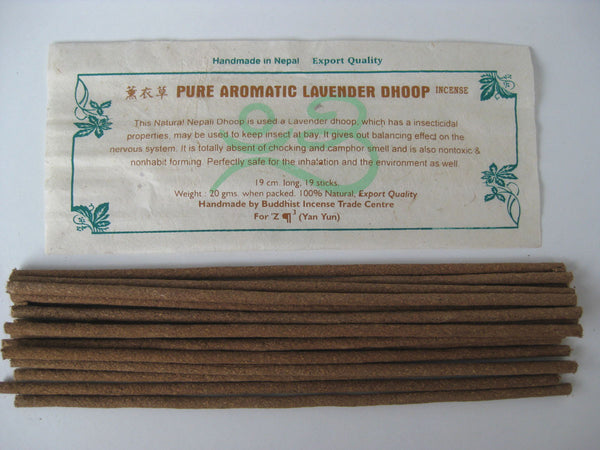 Handmade in Nepal Export Quality
薰衣草 PURE AROMATIC LAVENDER DHOOP INCENSE
This Natural Nepali Dhoop is used a Lavender dhoop, which has a insecticidal
properties, may be used to keep insect at bay. It gives out balancing effect on the
nervous system. It is totally absent of chocking and camphor smell and is also nontoxic &
nonhabit forming. Perfectly safe for the inhalation and the environment as well.
19 cm. long, 19 sticks.
Weight : 20 gms. when packed. 100% Natural, Export Quality
Handmade by Buddhist Incense Trade Centre
For 'Z ¶ ³ (Yan Yun)